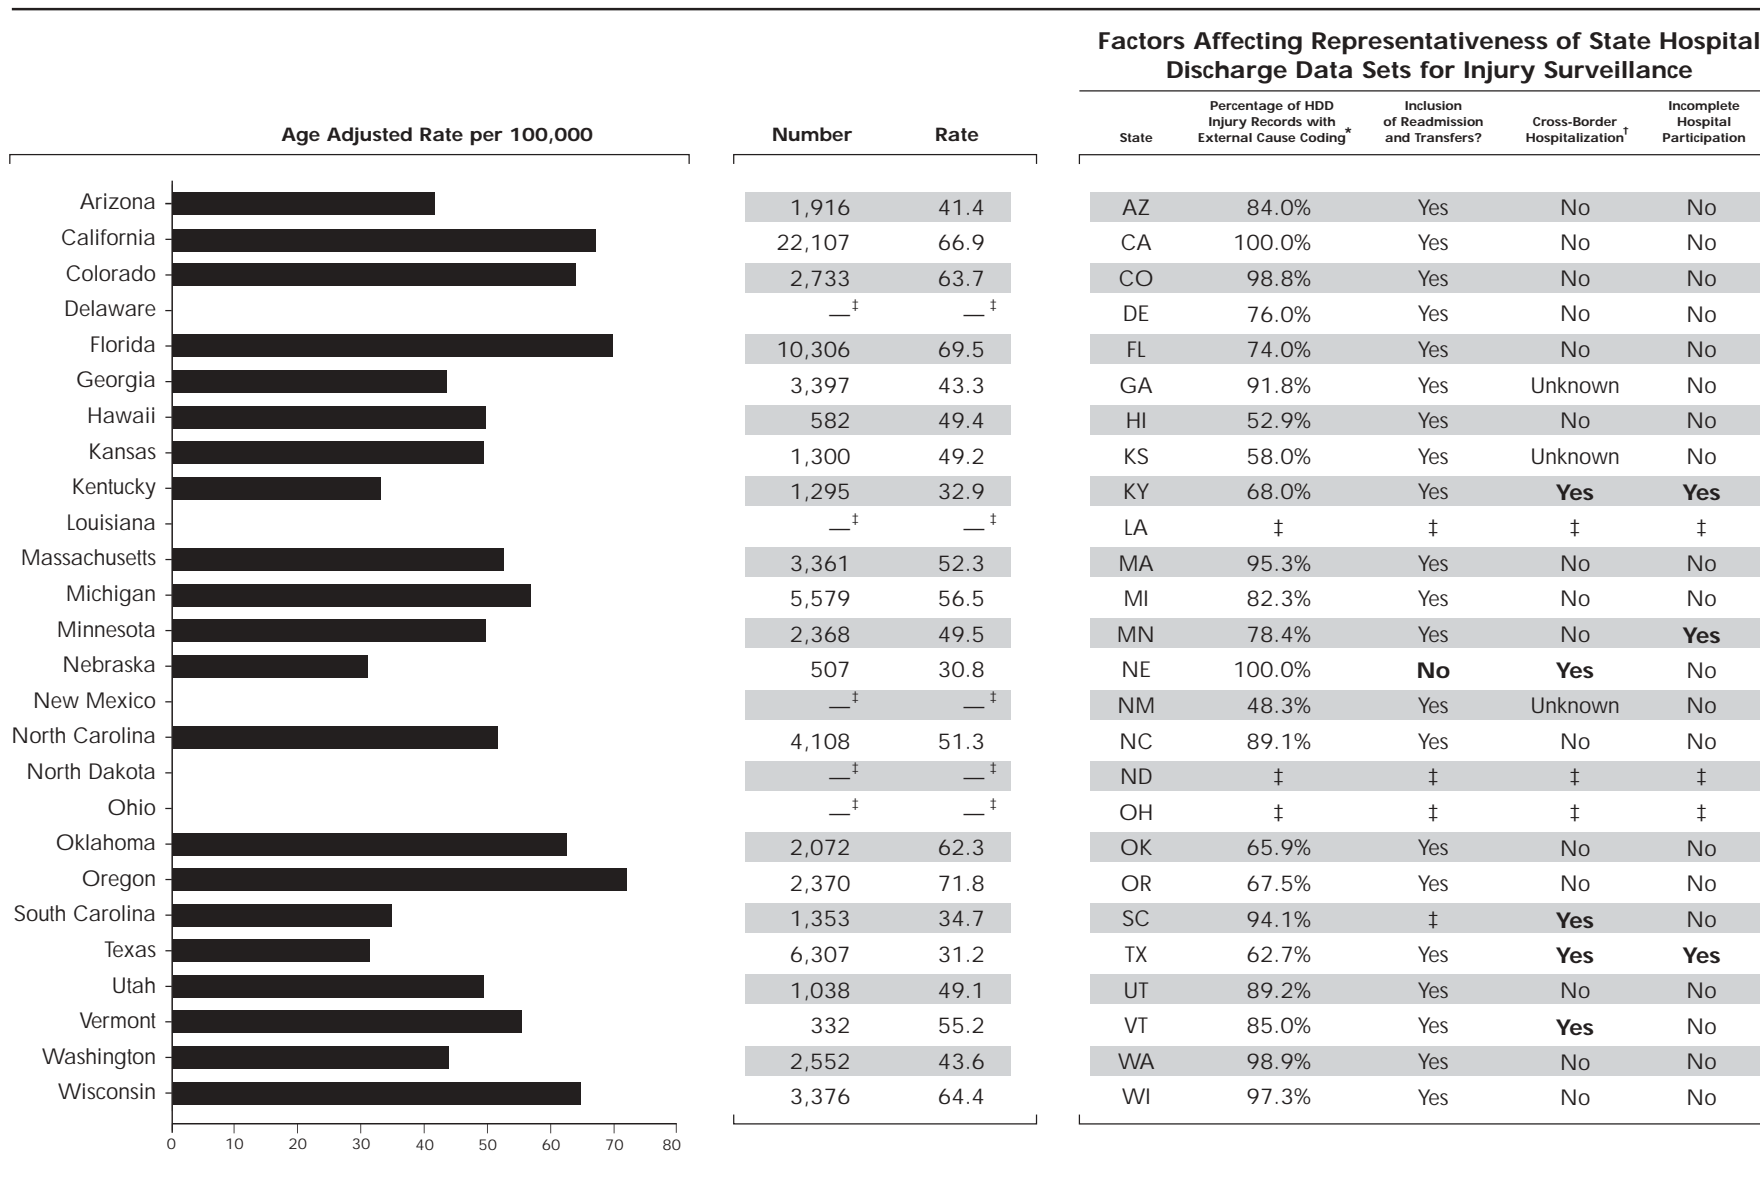 Factors Affecting Representativeness of State Hospital
Discharge Data Sets for Injury Surveillance
Age Adjusted Rate per 100,000
Number Rate
State
Percentage of HDD
Injury Records with
External Cause Coding*
Inclusion
of Readmission
and Transfers?
Cross-Border
Hospitalization†
Incomplete
Hospital
Participation
Arizona 1,916 41.4 AZ 84.0% Yes No No
California 22,107 66.9 CA 100.0% Yes No No
Colorado 2,733 63.7 CO 98.8% Yes No No
Delaware —‡ —‡ DE 76.0% Yes No No
Florida 10,306 69.5 FL 74.0% Yes No No
Georgia 3,397 43.3 GA 91.8% Yes Unknown No
Hawaii 582 49.4 HI 52.9% Yes No No
Kansas 1,300 49.2 KS 58.0% Yes Unknown No
Kentucky 1,295 32.9 KY 68.0% Yes Yes Yes
Louisiana —‡ —‡ LA ‡ ‡ ‡ ‡
Massachusetts 3,361 52.3 MA 95.3% Yes No No
Michigan 5,579 56.5 MI 82.3% Yes No No
Minnesota 2,368 49.5 MN 78.4% Yes No Yes
Nebraska 507 30.8 NE 100.0% No Yes No
New Mexico —‡ —‡ NM 48.3% Yes Unknown No
North Carolina 4,108 51.3 NC 89.1% Yes No No
North Dakota —‡ —‡ ND ‡ ‡ ‡ ‡
Ohio —‡ —‡ OH ‡ ‡ ‡ ‡
Oklahoma 2,072 62.3 OK 65.9% Yes No No
Oregon 2,370 71.8 OR 67.5% Yes No No
South Carolina 1,353 34.7 SC 94.1% ‡ Yes No
Texas 6,307 31.2 TX 62.7% Yes Yes Yes
Utah 1,038 49.1 UT 89.2% Yes No No
Vermont 332 55.2 VT 85.0% Yes Yes No
Washington 2,552 43.6 WA 98.9% Yes No No
Wisconsin 3,376 64.4 WI 97.3% Yes No No
0 10 20 30 40 50 60 70 80